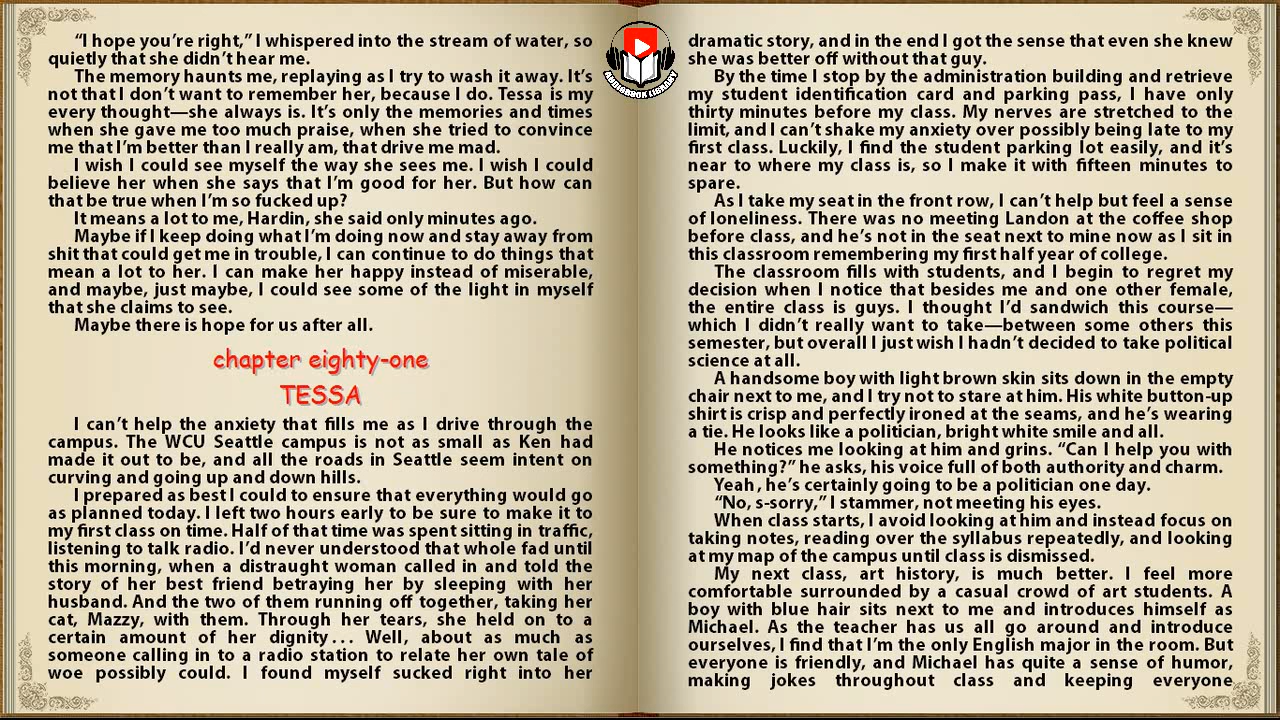 “I hope you’re right,” I whispered into the stream of water, so
quietly that she didn’t hear me.
The memory haunts me, replaying as I try to wash it away. It’s
not that I don’t want to remember her, because I do. Tessa is my
every thought—she always is. It’s only the memories and times
when she gave me too much praise, when she tried to convince
me that I’m better than I really am, that drive me mad.
I wish I could see myself the way she sees me. I wish I could
believe her when she says that I’m good for her. But how can
that be true when I’m so fucked up?
It means a lot to me, Hardin, she said only minutes ago.
Maybe if I keep doing what I’m doing now and stay away from
shit that could get me in trouble, I can continue to do things that
mean a lot to her. I can make her happy instead of miserable,
and maybe, just maybe, I could see some of the light in myself
that she claims to see.
Maybe there is hope for us after all.
chapter eighty-one
TESSA
I can’t help the anxiety that fills me as I drive through the
campus. The WCU Seattle campus is not as small as Ken had
made it out to be, and all the roads in Seattle seem intent on
curving and going up and down hills.
I prepared as best I could to ensure that everything would go
as planned today. I left two hours early to be sure to make it to
my first class on time. Half of that time was spent sitting in traffic,
listening to talk radio. I’d never understood that whole fad until
this morning, when a distraught woman called in and told the
story of her best friend betraying her by sleeping with her
husband. And the two of them running off together, taking her
cat, Mazzy, with them. Through her tears, she held on to a
certain amount of her dignity… Well, about as much as
someone calling in to a radio station to relate her own tale of
woe possibly could. I found myself sucked right into her
AUDIOBOOK LIBRARY
dramatic story, and in the end I got the sense that even she knew
she was better off without that guy.
By the time I stop by the administration building and retrieve
my student identification card and parking pass, I have only
thirty minutes before my class. My nerves are stretched to the
limit, and I can’t shake my anxiety over possibly being late to my
first class. Luckily, I find the student parking lot easily, and it’s
near to where my class is, so I make it with fifteen minutes to
spare.
As I take my seat in the front row, I can’t help but feel a sense
of loneliness. There was no meeting Landon at the coffee shop
before class, and he’s not in the seat next to mine now as I sit in
this classroom remembering my first half year of college.
The classroom fills with students, and I begin to regret my
decision when I notice that besides me and one other female,
the entire class is guys. I thought I’d sandwich this course—
which I didn’t really want to take—between some others this
semester, but overall I just wish I hadn’t decided to take political
science at all.
A handsome boy with light brown skin sits down in the empty
chair next to me, and I try not to stare at him. His white button-up
shirt is crisp and perfectly ironed at the seams, and he’s wearing
a tie. He looks like a politician, bright white smile and all.
He notices me looking at him and grins. “Can I help you with
something?” he asks, his voice full of both authority and charm.
Yeah, he’s certainly going to be a politician one day.
“No, s-sorry,” I stammer, not meeting his eyes.
When class starts, I avoid looking at him and instead focus on
taking notes, reading over the syllabus repeatedly, and looking
at my map of the campus until class is dismissed.
My next class, art history, is much better. I feel more
comfortable surrounded by a casual crowd of art students. A
boy with blue hair sits next to me and introduces himself as
Michael. As the teacher has us all go around and introduce
ourselves, I find that I’m the only English major in the room. But
everyone is friendly, and Michael has quite a sense of humor,
making jokes throughout class and keeping everyone